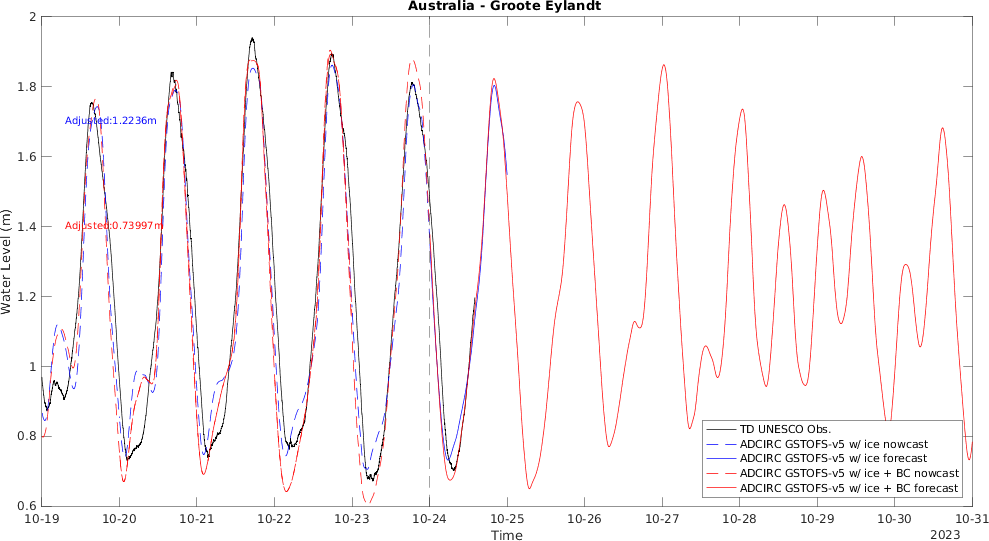 Australia - Groote Eylandt
2
1.8
1.6
1.4
1.2
1
0.8
0.6
Water Level (m)
Adjusted:1.2236m
Adjusted:0.73997m
TD UNESCO Obs.
ADCIRC GSTOFS-v5 w/ ice nowcast
ADCIRC GSTOFS-v5 w/ ice forecast
ADCIRC GSTOFS-v5 w/ ice + BC nowcast
ADCIRC GSTOFS-v5 w/ ice + BC forecast
10-19 10-20 10-21 10-22 10-23 10-24 10-25 10-26 10-27 10-28 10-29 10-30 10-31
Time
2023